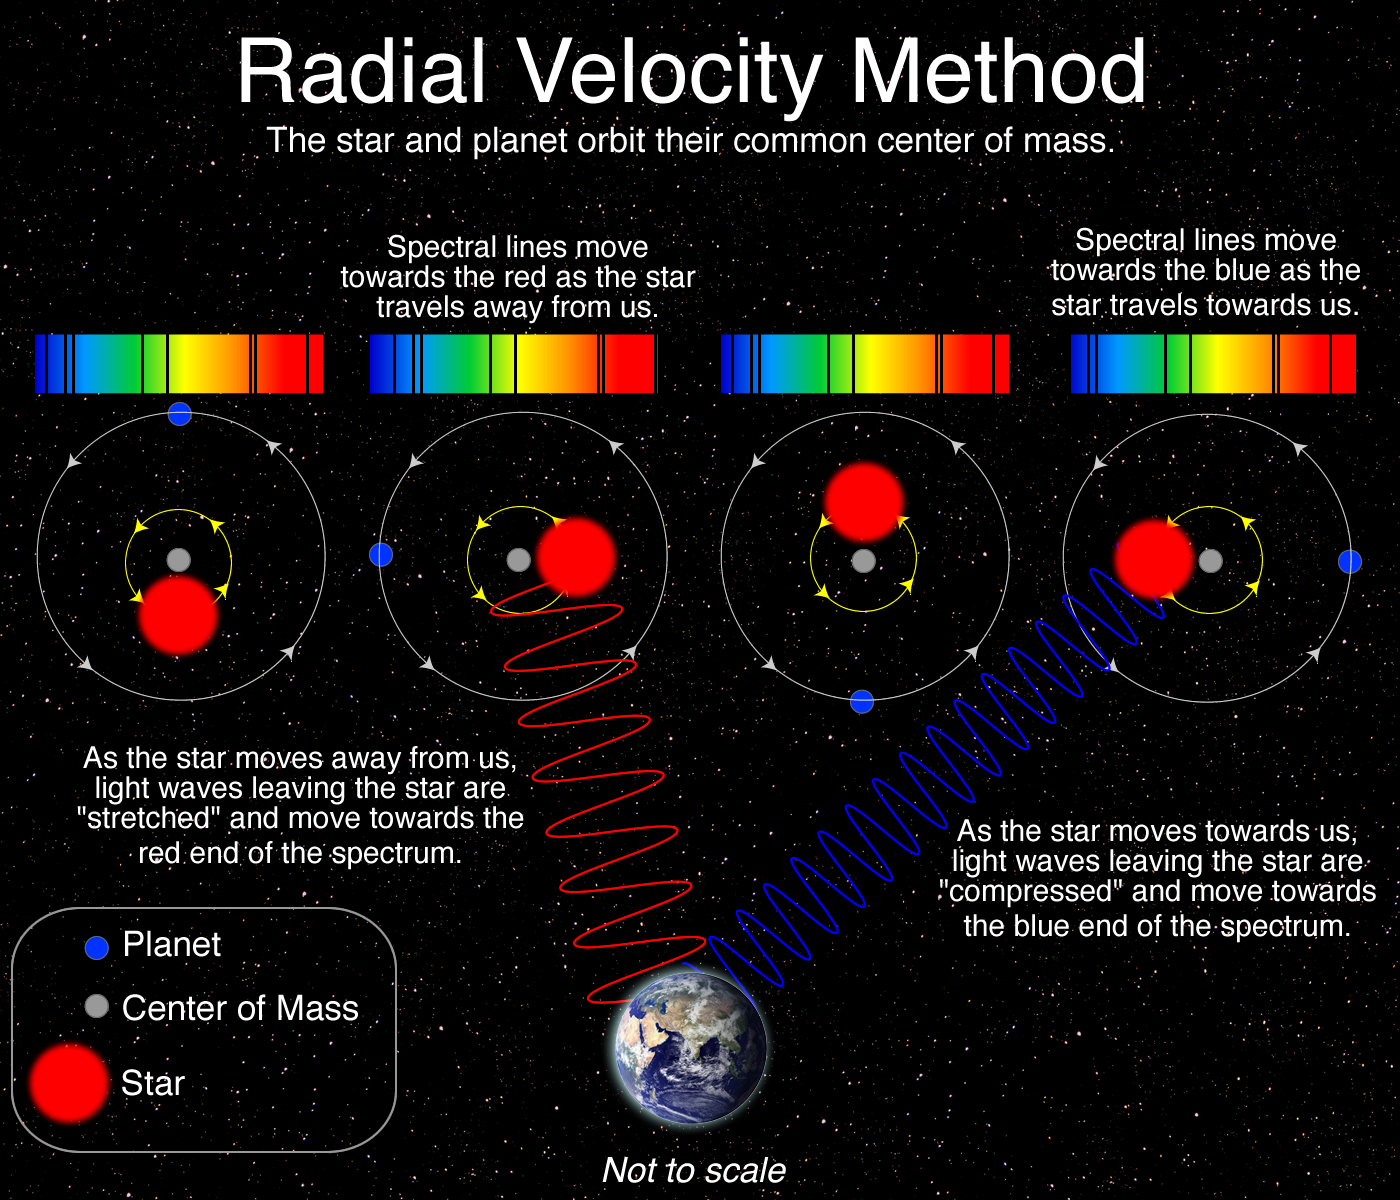 Radial Velocity Method
The star and planet orbit their common center of mass.
Spectral lines move
towards the red as the star
travels away from us.
Spectral lines move
towards the blue as the
star travels towards us.
As the star moves away from us,
light waves leaving the star are
"stretched" and move towards the
red end of the spectrum.
As the star moves towards us,
light waves leaving the star are
"compressed" and move towards
the blue end of the spectrum.
Planet
Center of Mass
Star
Not to scale